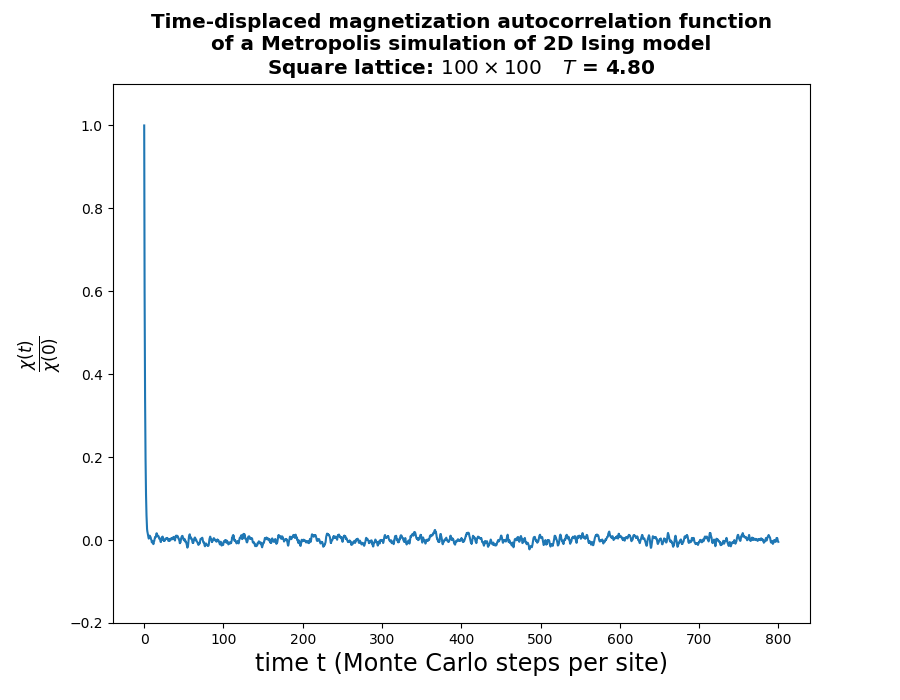 Time-displaced magnetization autocorrelation function
of a Metropolis simulation of 2D Ising model
Square lattice: 100 × 100 T = 4.80
χ(t)
χ(0)
1.0
0.8
0.6
0.4
0.2
0.0
−0.2
0 100 200 300 400 500 600 700 800
time t (Monte Carlo steps per site)